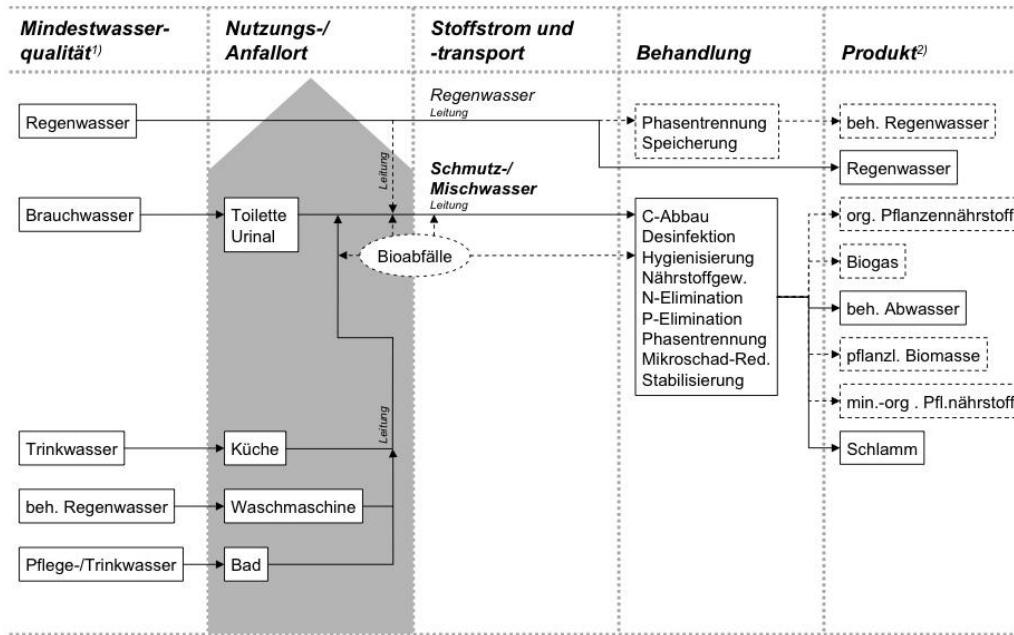 Mindestwasser-
qualität1)
Nutzungs-/
Anfallort
Stoffstrom und
-transport
Behandlung
Produkt2)
Regenwasser
Regenwasser
Leitung
Phasentrennung
Speicherung
beh. Regenwasser
Regenwasser
Leitung
Schmutz-/
Mischwasser
Leitung
Brauchwasser
Toilette
Urinal
Bioabfälle
C-Abbau
Desinfektion
Hygienisierung
Nährstoffgew.
N-Elimination
P-Elimination
Phasentrennung
Mikroschad-Red.
Stabilisierung
org. Pflanzennährstoff
Biogas
beh. Abwasser
pflanzl. Biomasse
min.-org . Pfl.nährstoff
Schlamm
Leitung
Trinkwasser
Küche
beh. Regenwasser
Waschmaschine
Pflege-/Trinkwasser
Bad